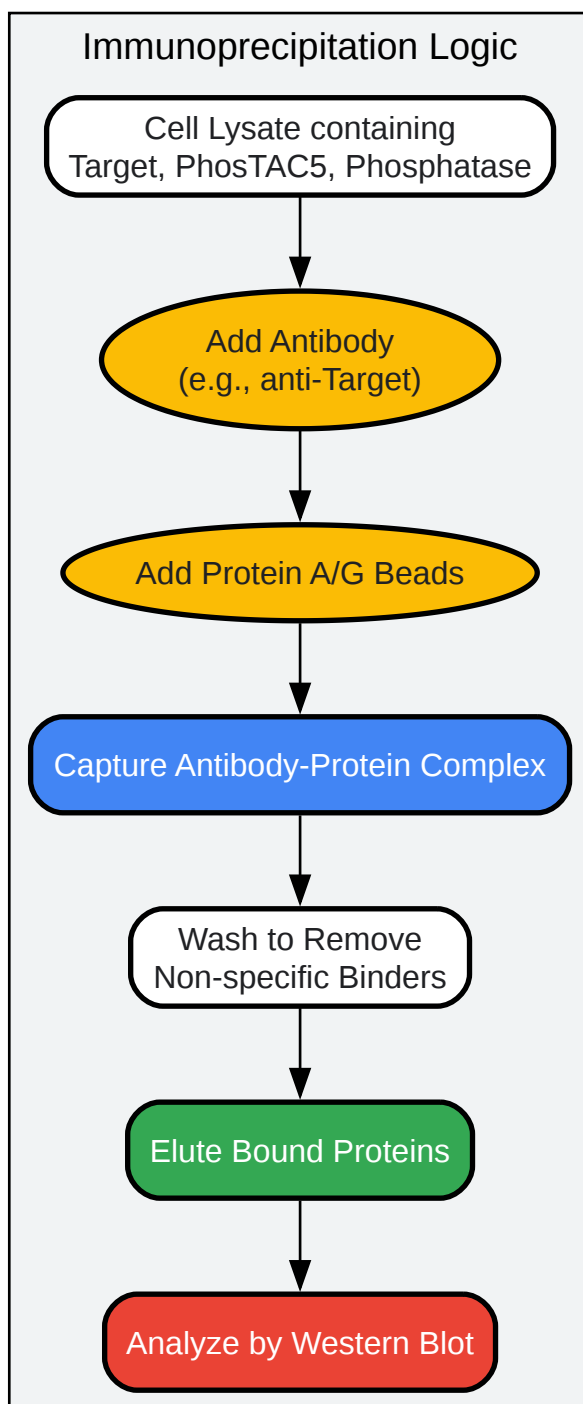 Immunoprecipitation Logic
Cell Lysate containing
Target, PhosTAC5, Phosphatase
Add Antibody
(e.g., anti-Target)
Add Protein A/G Beads
Capture Antibody-Protein Complex
Wash to Remove
Non-specific Binders
Elute Bound Proteins
Analyze by Western Blot